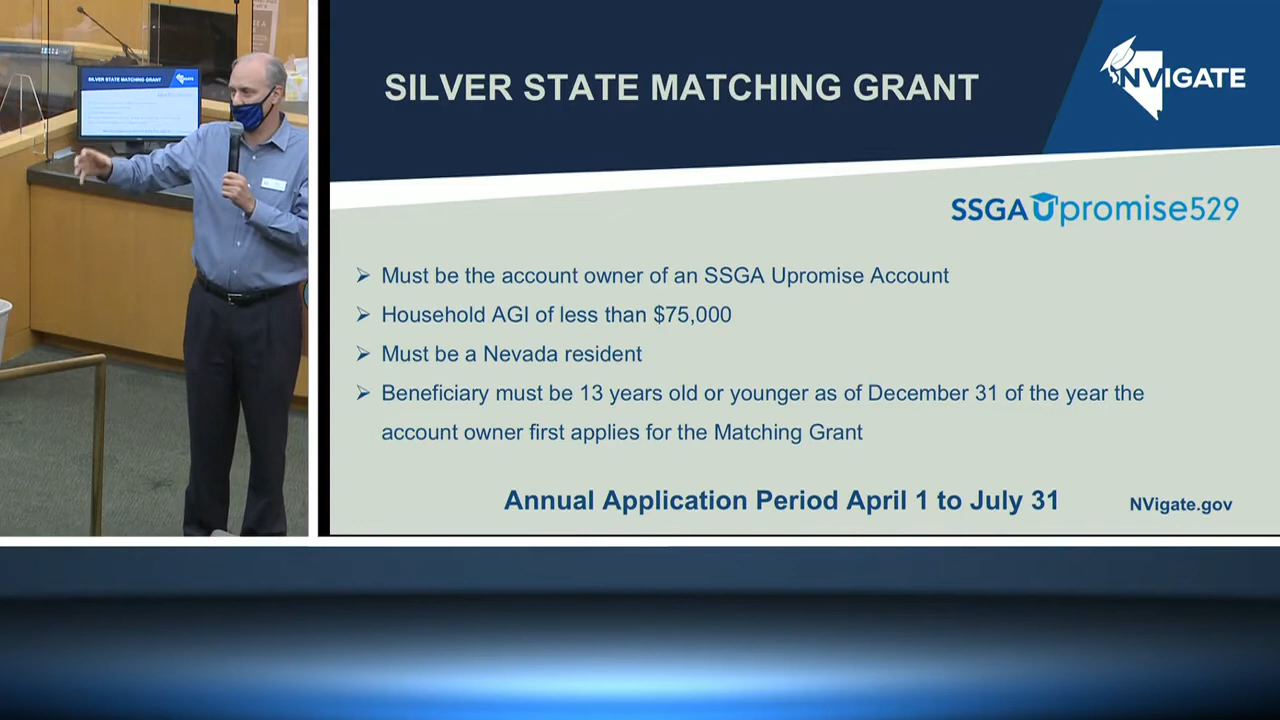 SILVER STATE MATCHING GRANT
NVIGATE
SSGA Upromise529
➢ Must be the account owner of an SSGA Upromise Account
➢ Household AGI of less than $75,000
➢ Must be a Nevada resident
➢ Beneficiary must be 13 years old or younger as of December 31 of the year the
account owner first applies for the Matching Grant
Annual Application Period April 1 to July 31
NVigate.gov
SILVER STATE MATCHING GRANT